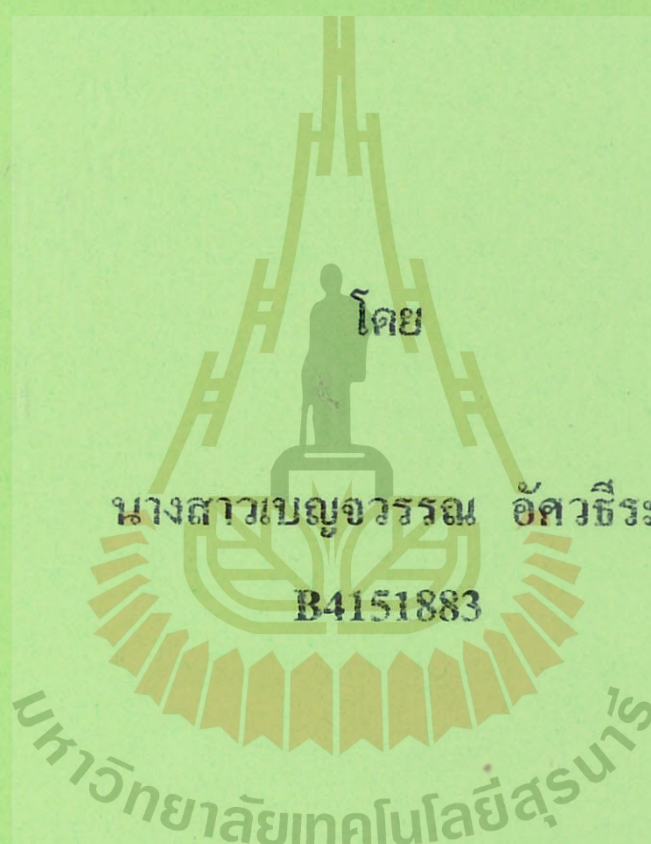 โดย
นางสาวเบญจวรรณ อัศวธีระ
B4151883
มหาวิทยาลัยเทคโนโลยีสุรนารี